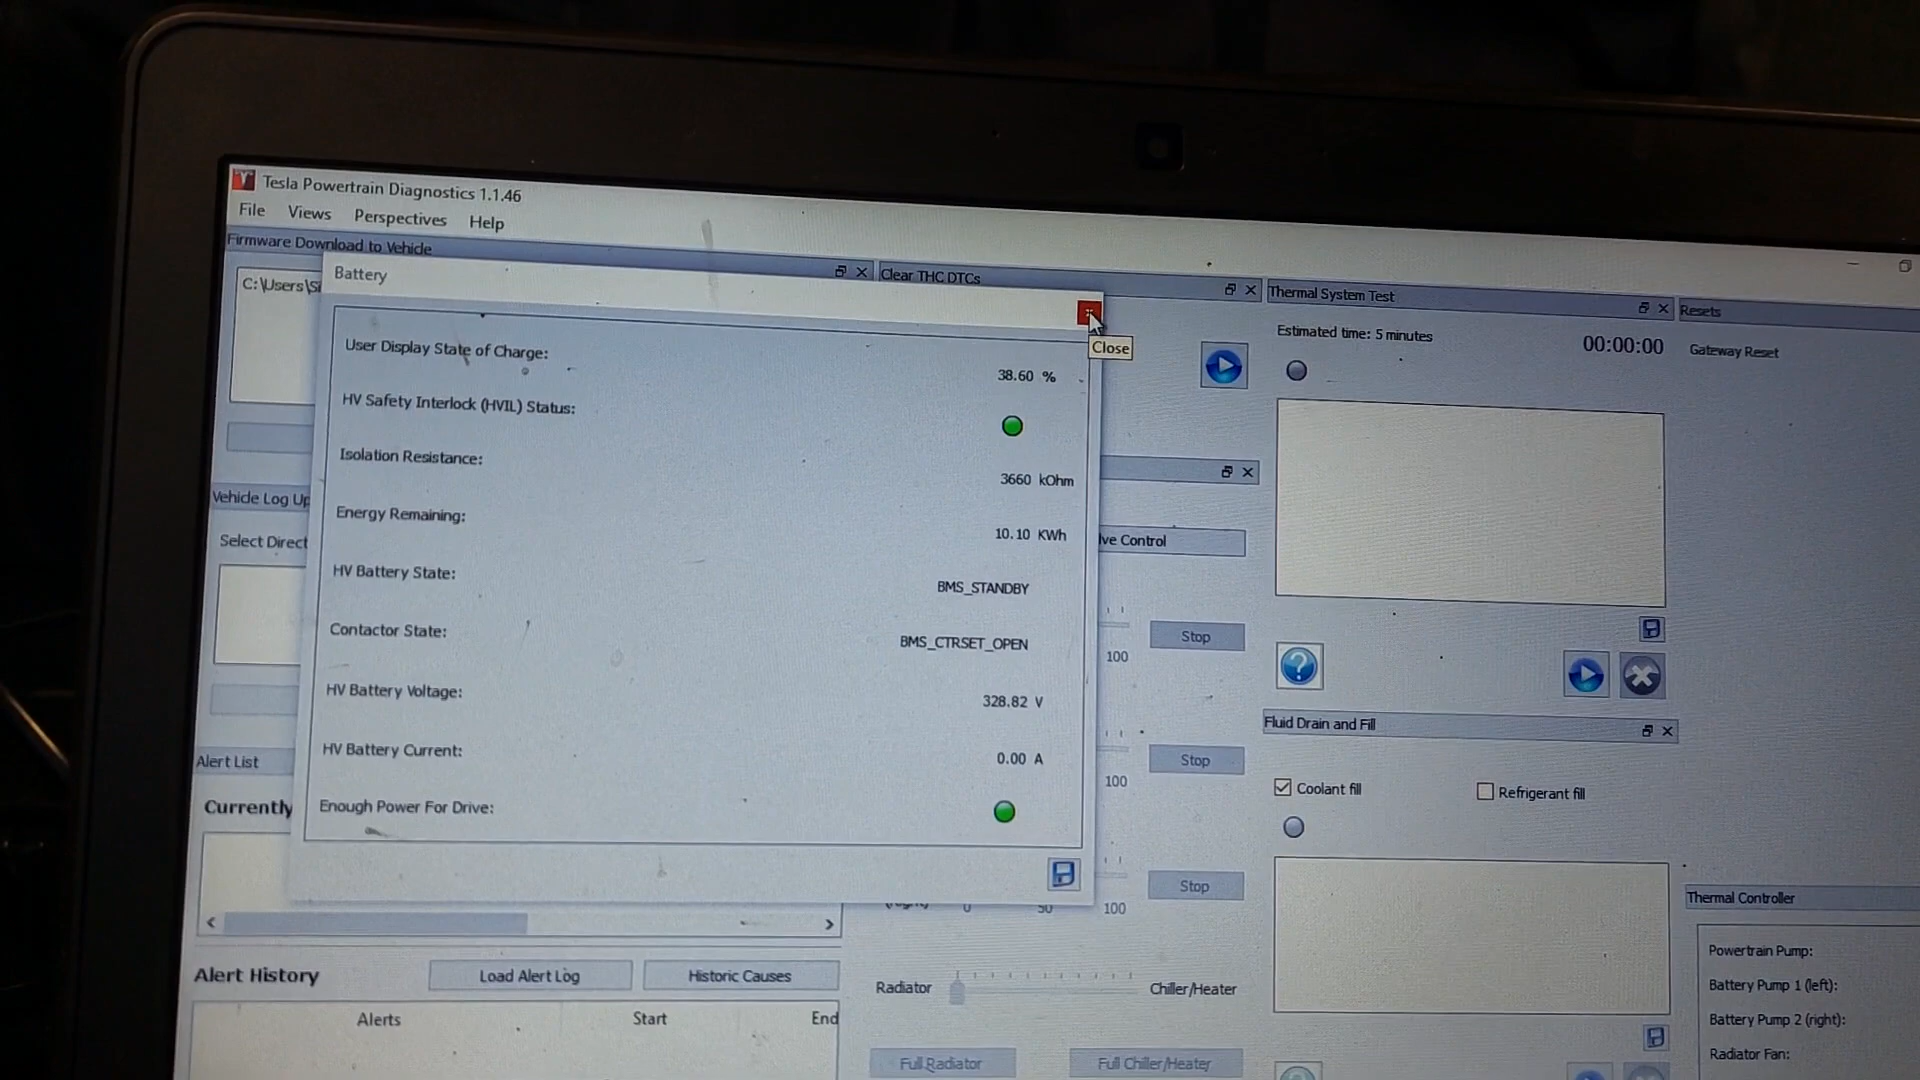 Tesla Powertrain Diagnostics 1.1.46
File Views Perspectives Help
Firmware Download to Vehicle
Clear THC DTCs
Thermal System Test
Resets
C:\Users\S
Battery
Close
Estimated time: 5 minutes
00:00:00
Gateway Reset
User Display State of Charge: 38.60 %
HV Safety Interlock (HVIL) Status:
Isolation Resistance: 3660 kOhm
Energy Remaining: 10.10 KWh
HV Battery State: BMS_STANDBY
Contactor State: BMS_CTRSET_OPEN
HV Battery Voltage: 328.82 V
HV Battery Current: 0.00 A
Enough Power For Drive:
Vehicle Log Up
Select Direct
Alert List
Currently
ve Control
Stop
100
Stop
100
Stop
0 50 100
Fluid Drain and Fill
Coolant fill
Refrigerant fill
Alert History
Load Alert Log
Historic Causes
Alerts Start End
Radiator
Chiller/Heater
Full Radiator
Full Chiller/Heater
Thermal Controller
Powertrain Pump:
Battery Pump 1 (left):
Battery Pump 2 (right):
Radiator Fan: